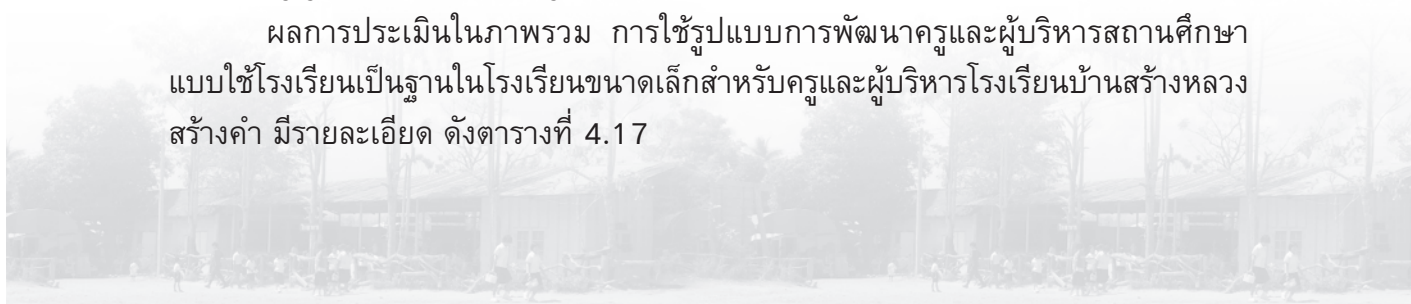 ผลการประเมินในภาพรวม การใช้รูปแบบการพัฒนาครูและผู้บริหารสถานศึกษา
แบบใช้โรงเรียนเป็นฐานในโรงเรียนขนาดเล็กสำหรับครูและผู้บริหารโรงเรียนบ้านสร้างหลวง
สร้างคำ มีรายละเอียด ดังตารางที่ 4.17